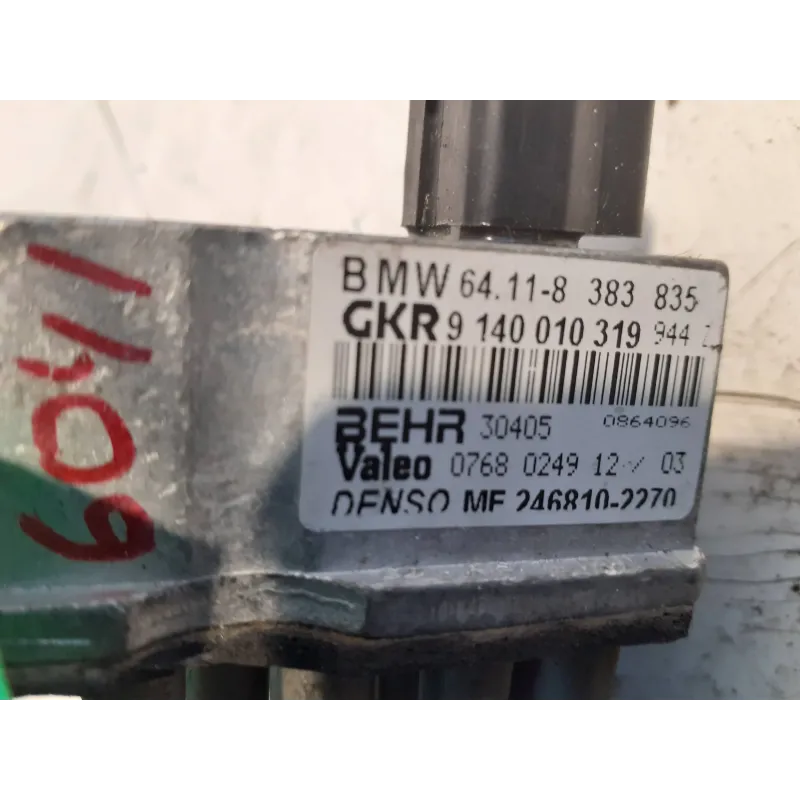 BMW 64.11-8 383 835
GKR 9 140 010 319 944 Z
BEHR 30405 0864096
Valeo 0768 0249 12 / 03
DENSO MF 246810-2270
6041